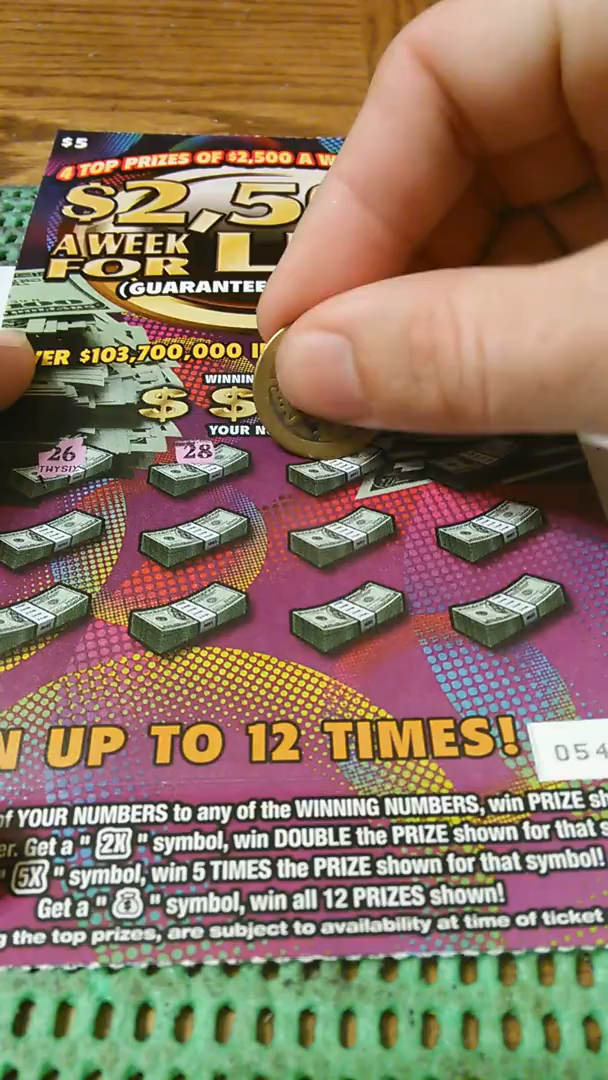 $5
4 TOP PRIZES OF $2,500 A W
$2,5
A WEEK
FOR L
(GUARANTEE
ER $103,700,000 I
WINNIN
$ $
YOUR N
26
TWYSIX
28
N UP TO 12 TIMES!
054
of YOUR NUMBERS to any of the WINNING NUMBERS, win PRIZE sh
er. Get a " 2X " symbol, win DOUBLE the PRIZE shown for that s
" 5X " symbol, win 5 TIMES the PRIZE shown for that symbol!
Get a " " symbol, win all 12 PRIZES shown!
g the top prizes, are subject to availability at time of ticket